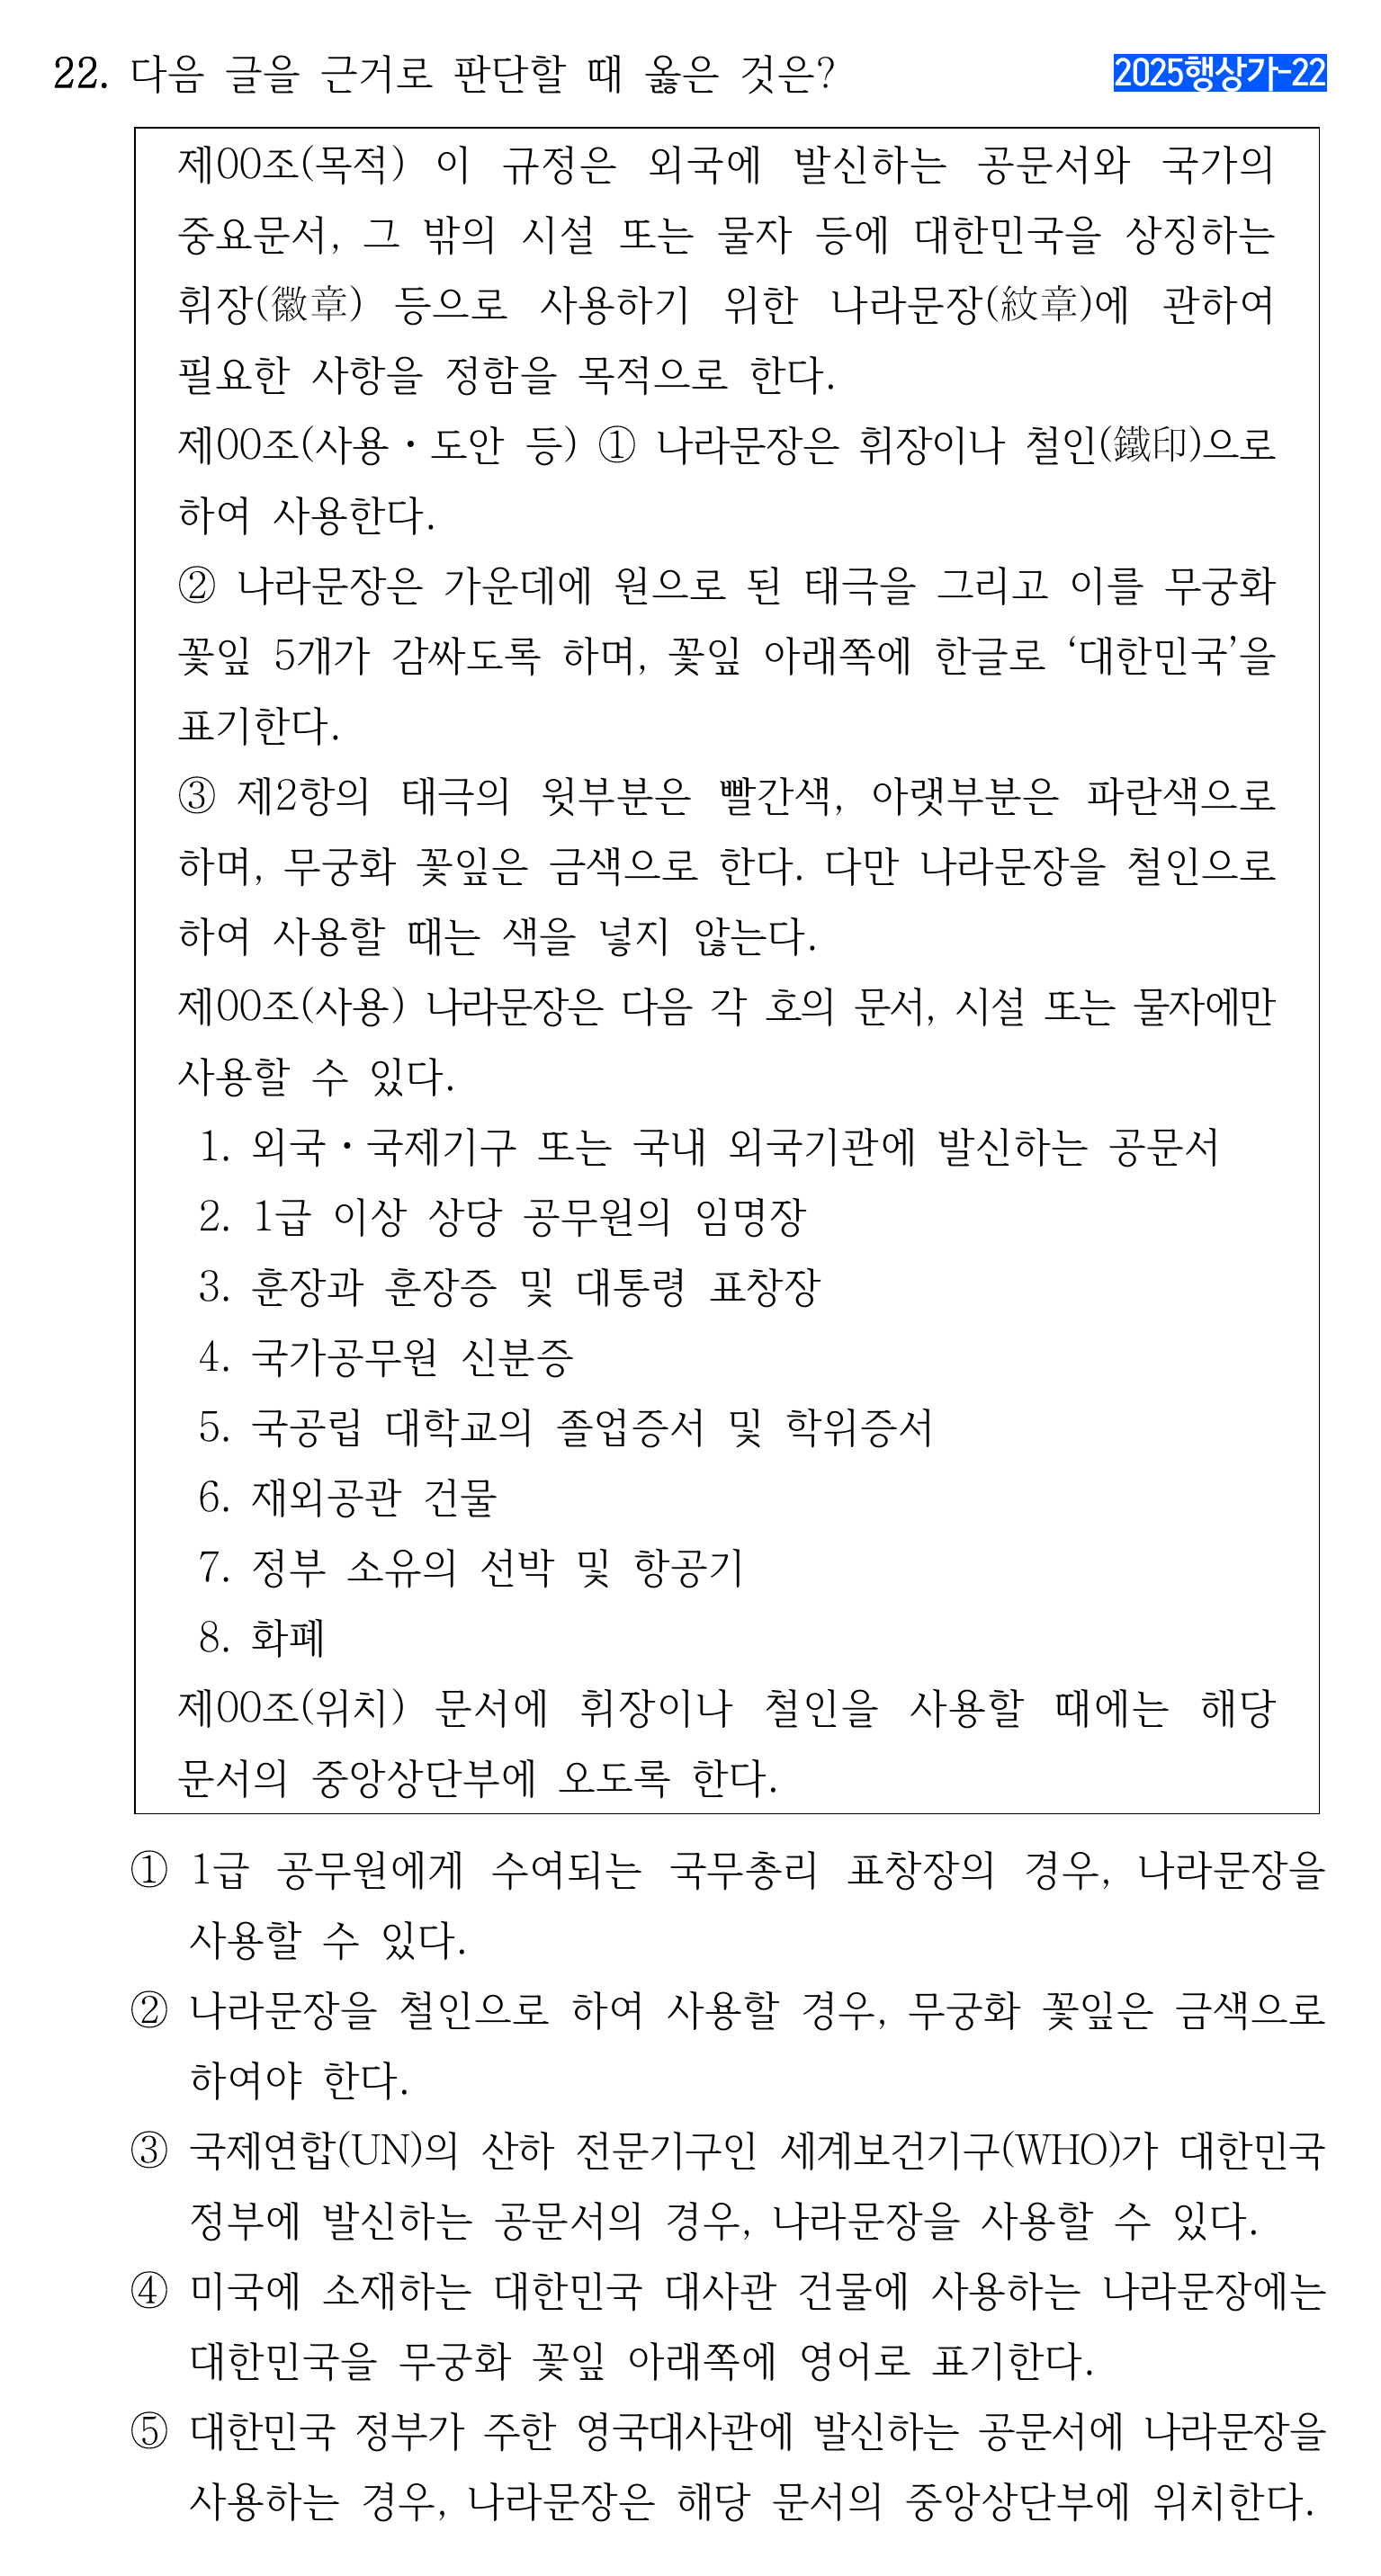 22. 다음 글을 근거로 판단할 때 옳은 것은?
2025행상가-22
제00조(목적) 이 규정은 외국에 발신하는 공문서와 국가의
중요문서, 그 밖의 시설 또는 물자 등에 대한민국을 상징하는
휘장(徽章) 등으로 사용하기 위한 나라문장(紋章)에 관하여
필요한 사항을 정함을 목적으로 한다.
제00조(사용·도안 등) ① 나라문장은 휘장이나 철인(鐵印)으로
하여 사용한다.
② 나라문장은 가운데에 원으로 된 태극을 그리고 이를 무궁화
꽃잎 5개가 감싸도록 하며, 꽃잎 아래쪽에 한글로 ‘대한민국’을
표기한다.
③ 제2항의 태극의 윗부분은 빨간색, 아랫부분은 파란색으로
하며, 무궁화 꽃잎은 금색으로 한다. 다만 나라문장을 철인으로
하여 사용할 때는 색을 넣지 않는다.
제00조(사용) 나라문장은 다음 각 호의 문서, 시설 또는 물자에만
사용할 수 있다.
1. 외국·국제기구 또는 국내 외국기관에 발신하는 공문서
2. 1급 이상 상당 공무원의 임명장
3. 훈장과 훈장증 및 대통령 표창장
4. 국가공무원 신분증
5. 국공립 대학교의 졸업증서 및 학위증서
6. 재외공관 건물
7. 정부 소유의 선박 및 항공기
8. 화폐
제00조(위치) 문서에 휘장이나 철인을 사용할 때에는 해당
문서의 중앙상단부에 오도록 한다.
① 1급 공무원에게 수여되는 국무총리 표창장의 경우, 나라문장을
사용할 수 있다.
② 나라문장을 철인으로 하여 사용할 경우, 무궁화 꽃잎은 금색으로
하여야 한다.
③ 국제연합(UN)의 산하 전문기구인 세계보건기구(WHO)가 대한민국
정부에 발신하는 공문서의 경우, 나라문장을 사용할 수 있다.
④ 미국에 소재하는 대한민국 대사관 건물에 사용하는 나라문장에는
대한민국을 무궁화 꽃잎 아래쪽에 영어로 표기한다.
⑤ 대한민국 정부가 주한 영국대사관에 발신하는 공문서에 나라문장을
사용하는 경우, 나라문장은 해당 문서의 중앙상단부에 위치한다.